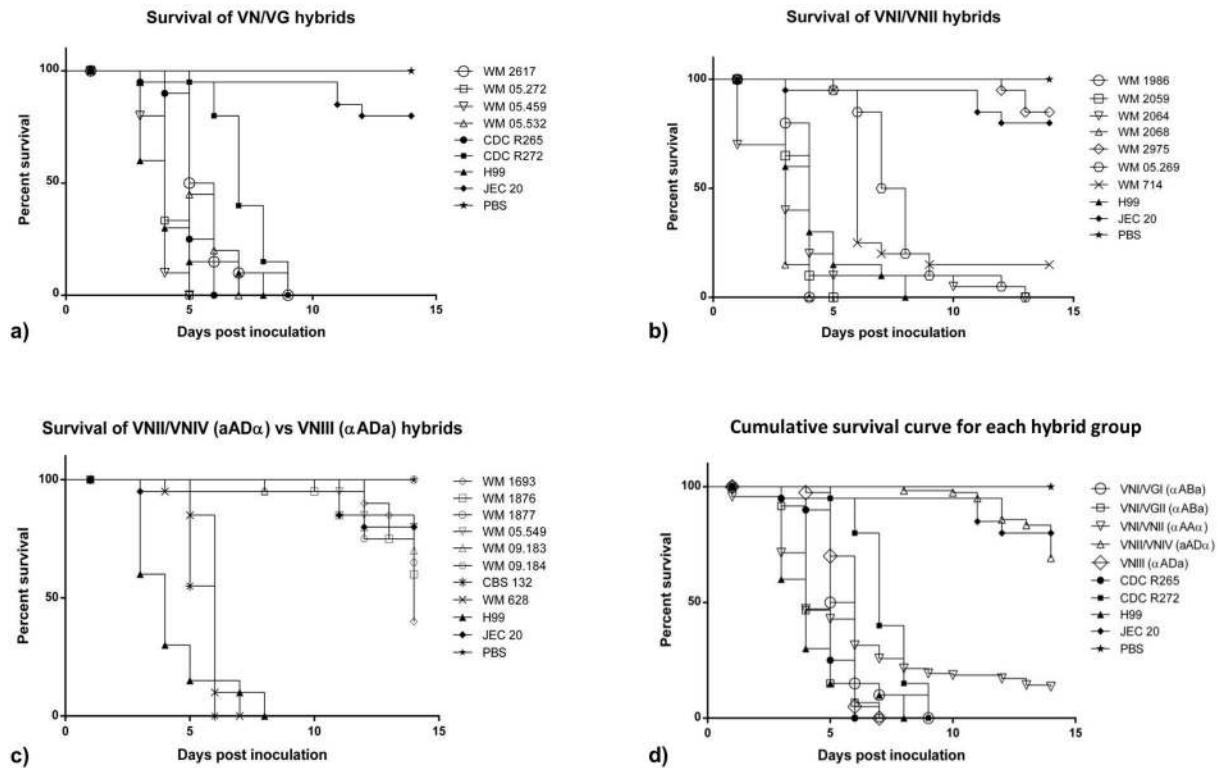 Survival of VN/VG hybrids
Percent survival
100
50
0
0
5
10
15
Days post inoculation
WM 2617
WM 05.272
WM 05.459
WM 05.532
CDC R265
CDC R272
H99
JEC 20
PBS
a)
Survival of VNI/VNII hybrids
Percent survival
100
50
0
0
5
10
15
Days post inoculation
WM 1986
WM 2059
WM 2064
WM 2068
WM 2975
WM 05.269
WM 714
H99
JEC 20
PBS
b)
Survival of VNII/VNIV (aADα) vs VNIII (αADa) hybrids
Percent survival
100
50
0
0
5
10
15
Days post inoculation
WM 1693
WM 1876
WM 1877
WM 05.549
WM 09.183
WM 09.184
CBS 132
WM 628
H99
JEC 20
PBS
c)
Cumulative survival curve for each hybrid group
Percent survival
100
50
0
0
5
10
15
Days post inoculation
VNI/VGI (αABa)
VNI/VGII (αABa)
VNI/VNII (αAAα)
VNII/VNIV (aADα)
VNIII (αADa)
CDC R265
CDC R272
H99
JEC 20
PBS
d)